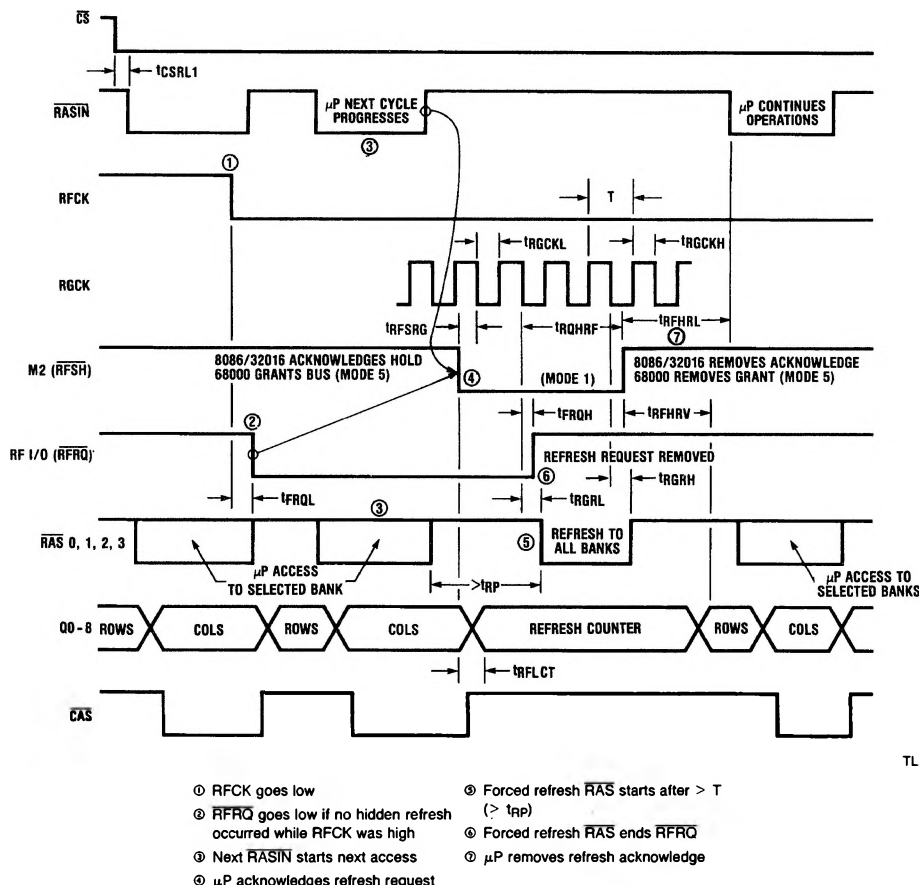 CS
tCSRL1
RASIN
μP NEXT CYCLE
PROGRESSES
③
μP CONTINUES
OPERATIONS
①
RFCK
T
tRGCKL
tRGCKH
RGCK
tRFSRG
tRQHRF
tRFHRL
⑦
M2 (RFSH)
8086/32016 ACKNOWLEDGES HOLD
68000 GRANTS BUS (MODE 5)
④
(MODE 1)
8086/32016 REMOVES ACKNOWLEDGE
68000 REMOVES GRANT (MODE 5)
②
tFRQH
tRFHRV
RF I/O (RFRQ)
REFRESH REQUEST REMOVED
⑥
tFRQL
③
tRGRL
tRGRH
RAS 0, 1, 2, 3
⑤
REFRESH TO
ALL BANKS
μP ACCESS
TO SELECTED BANK
>tRP
μP ACCESS TO
SELECTED BANKS
Q0-8
ROWS
COLS
ROWS
COLS
REFRESH COUNTER
ROWS
COLS
tRFLCT
CAS
TL
① RFCK goes low
② RFRQ goes low if no hidden refresh
occurred while RFCK was high
③ Next RASIN starts next access
④ μP acknowledges refresh request
⑤ Forced refresh RAS starts after > T
(> tRP)
⑥ Forced refresh RAS ends RFRQ
⑦ μP removes refresh acknowledge